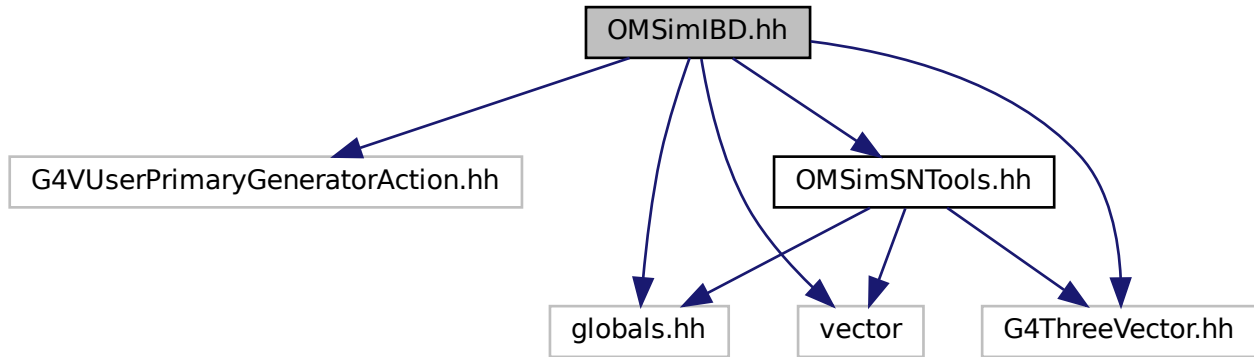 OMSimIBD.hh
G4VUserPrimaryGeneratorAction.hh
OMSimSNTools.hh
globals.hh
vector
G4ThreeVector.hh